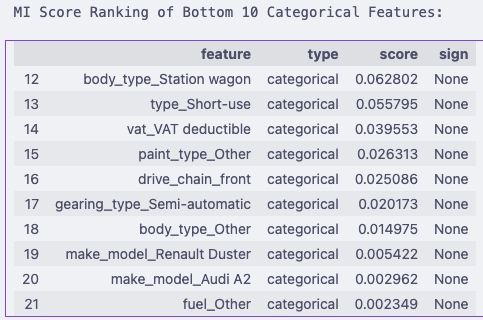 MI Score Ranking of Bottom 10 Categorical Features:
feature type score sign
12 body_type_Station wagon categorical 0.062802 None
13 type_Short-use categorical 0.055795 None
14 vat_VAT deductible categorical 0.039553 None
15 paint_type_Other categorical 0.026313 None
16 drive_chain_front categorical 0.025086 None
17 gearing_type_Semi-automatic categorical 0.020173 None
18 body_type_Other categorical 0.014975 None
19 make_model_Renault Duster categorical 0.005422 None
20 make_model_Audi A2 categorical 0.002962 None
21 fuel_Other categorical 0.002349 None